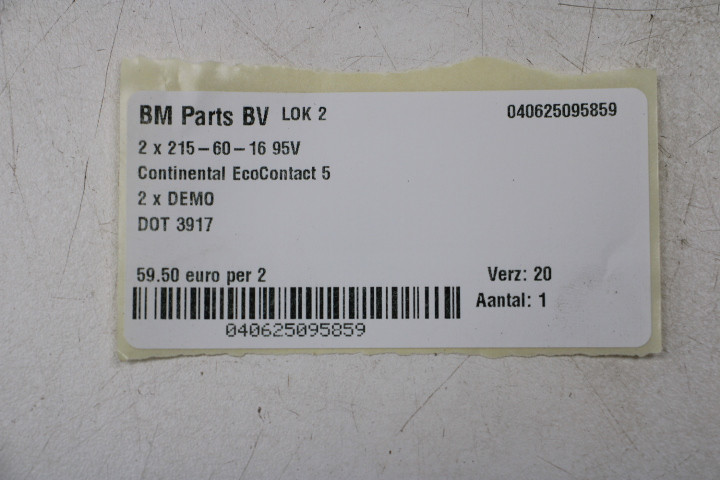 BM Parts BV LOK 2 040625095859
2 x 215-60-16 95V
Continental EcoContact 5
2 x DEMO
DOT 3917
59.50 euro per 2 Verz: 20
Aantal: 1
040625095859